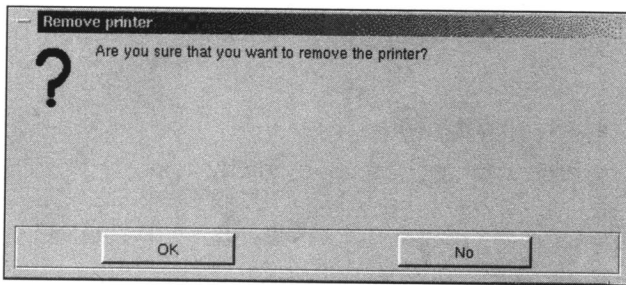 Remove printer
Are you sure that you want to remove the printer?
OK
No